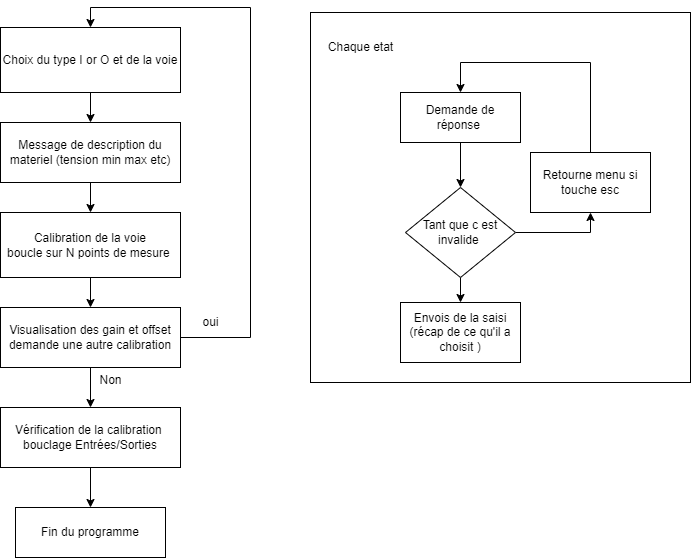 Choix du type I or O et de la voie
Message de description du
materiel (tension min max etc)
Calibration de la voie
boucle sur N points de mesure
Visualisation des gain et offset
demande une autre calibration
oui
Non
Vérification de la calibration
bouclage Entrées/Sorties
Fin du programme
Chaque etat
Demande de
réponse
Retourne menu si
touche esc
Tant que c est
invalide
Envois de la saisi
(récap de ce qu'il a
choisit )